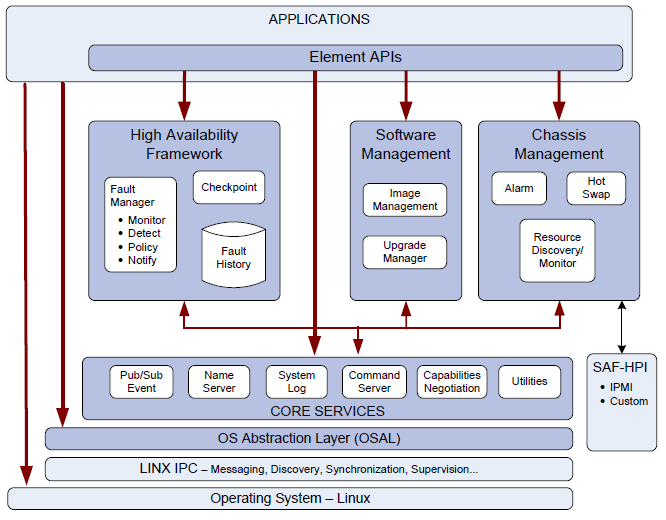 APPLICATIONS
Element APIs
High Availability
Framework
Fault
Manager
• Monitor
• Detect
• Policy
• Notify
Checkpoint
Fault
History
Software
Management
Image
Management
Upgrade
Manager
Chassis
Management
Alarm
Hot
Swap
Resource
Discovery/
Monitor
SAF-HPI
• IPMI
• Custom
Pub/Sub
Event
Name
Server
System
Log
Command
Server
Capabilities
Negotiation
Utilities
CORE SERVICES
OS Abstraction Layer (OSAL)
LINX IPC – Messaging, Discovery, Synchronization, Supervision...
Operating System – Linux